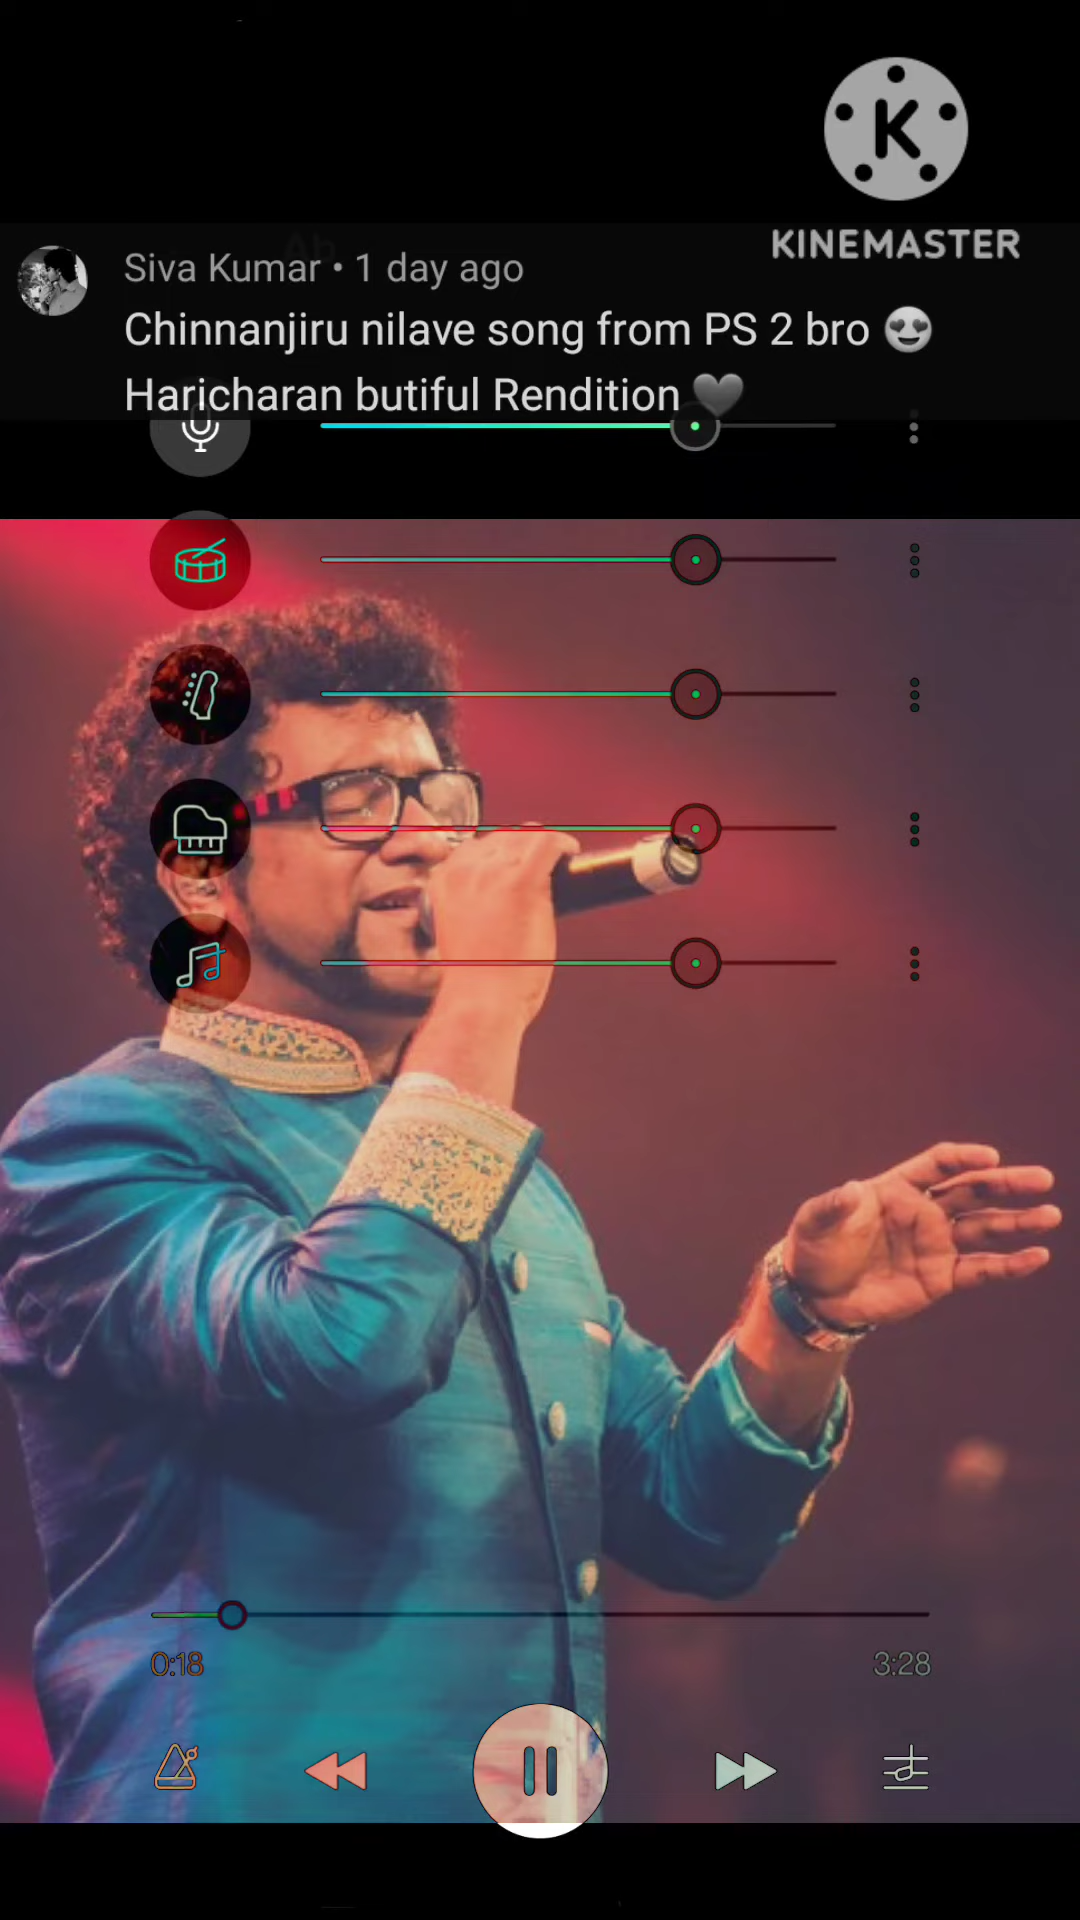 K
KINEMASTER
Siva Kumar • 1 day ago
Chinnanjiru nilave song from PS 2 bro 😍
Haricharan butiful Rendition 🖤
0:18
3:28